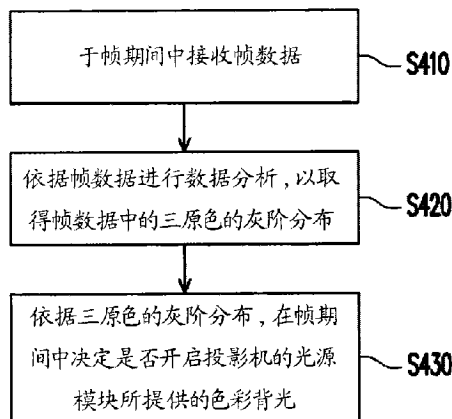 于帧期间中接收帧数据
S410
依据帧数据进行数据分析,以取
得帧数据中的三原色的灰阶分布
S420
依据三原色的灰阶分布,在帧期
间中决定是否开启投影机的光源
模块所提供的色彩背光
S430